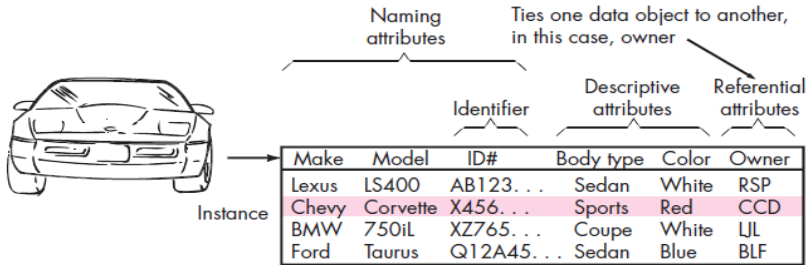 Naming
attributes
Ties one data object to another,
in this case, owner
Identifier
Descriptive
attributes
Referential
attributes
Instance
Make Model ID# Body type Color Owner
Lexus LS400 AB123. . . Sedan White RSP
Chevy Corvette X456. . . Sports Red CCD
BMW 750iL XZ765. . . Coupe White LJL
Ford Taurus Q12A45. . . Sedan Blue BLF